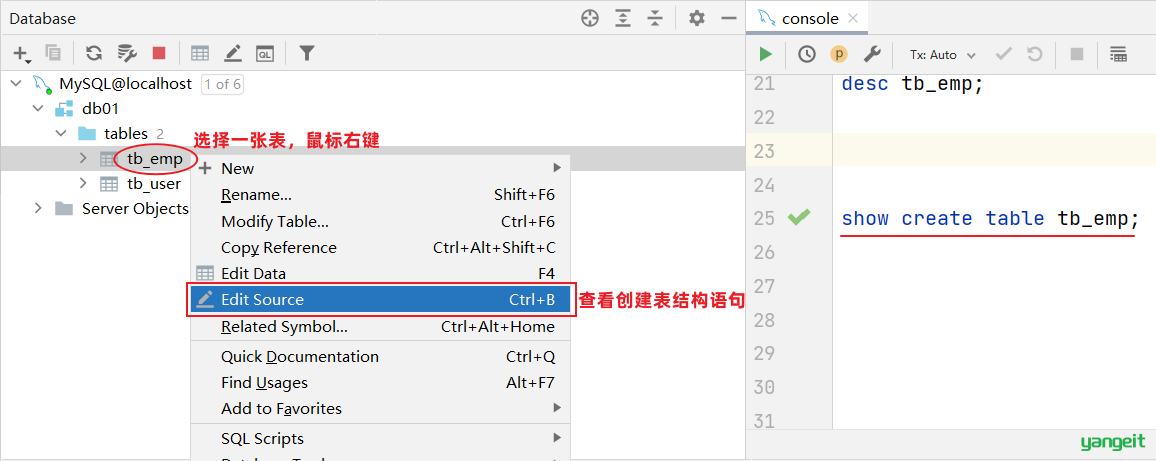 Database
MySQL@localhost 1 of 6
db01
tables 2
选择一张表，鼠标右键
tb_emp
tb_user
Server Objects
New
Rename... Shift+F6
Modify Table... Ctrl+F6
Copy Reference Ctrl+Alt+Shift+C
Edit Data F4
Edit Source Ctrl+B
查看创建表结构语句
Related Symbol... Ctrl+Alt+Home
Quick Documentation Ctrl+Q
Find Usages Alt+F7
Add to Favorites
SQL Scripts
console
Tx: Auto
21 desc tb_emp;
22
23
24
25 show create table tb_emp;
26
27
28
29
30
31
yangeit